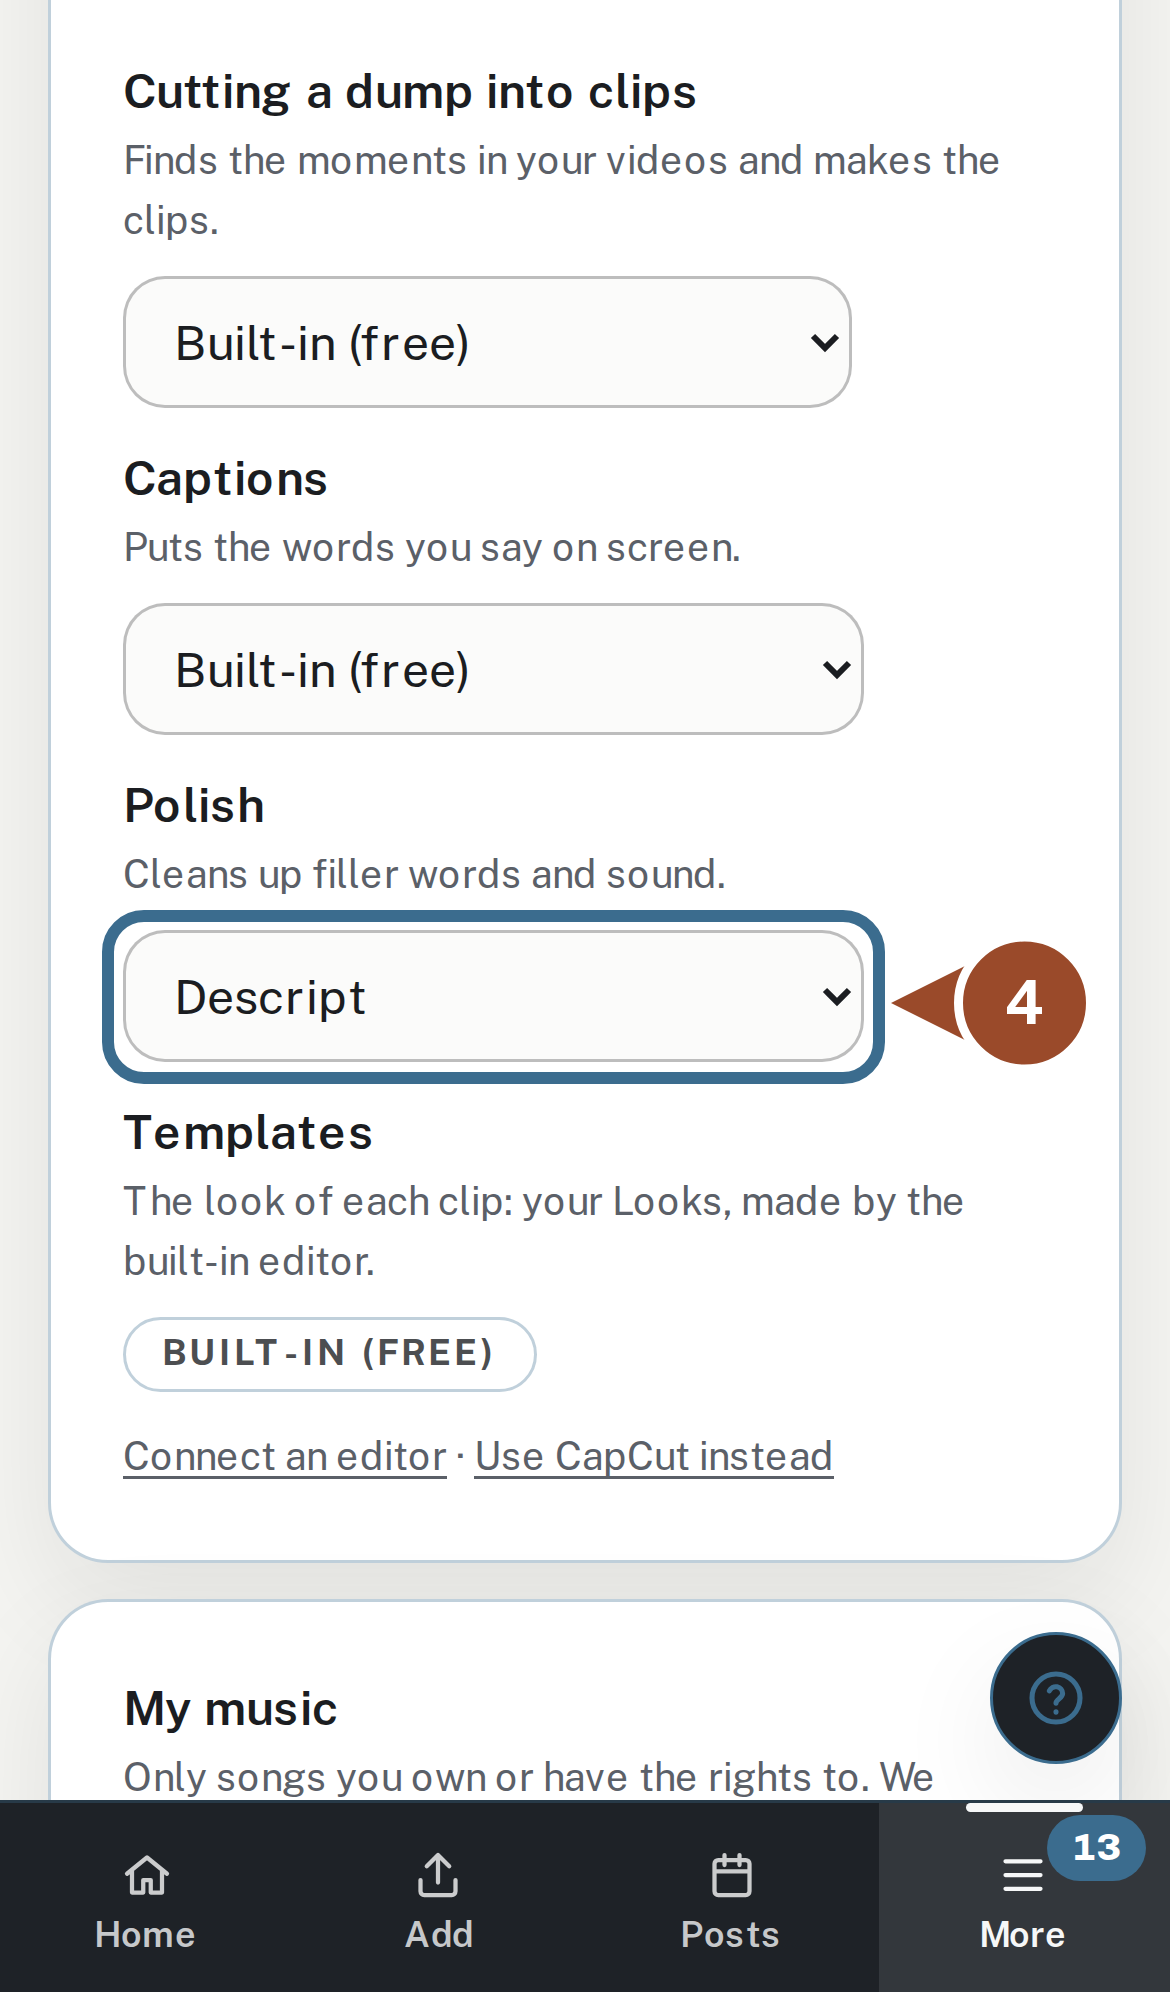 Cutting a dump into clips
Finds the moments in your videos and makes the
clips.
Built-in (free)
Captions
Puts the words you say on screen.
Built-in (free)
Polish
Cleans up filler words and sound.
Descript
4
Templates
The look of each clip: your Looks, made by the
built-in editor.
BUILT-IN (FREE)
Connect an editor · Use CapCut instead
My music
Only songs you own or have the rights to. We
13
Home Add Posts More